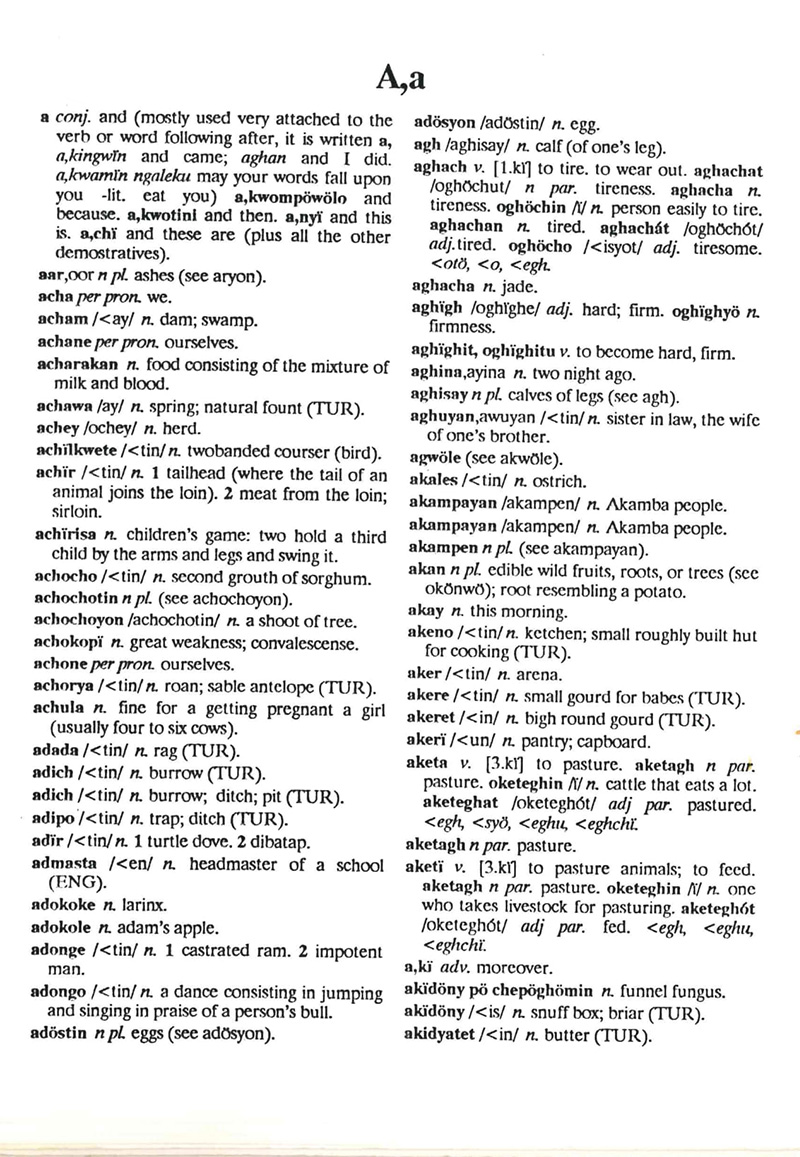 A,a
a conj. and (mostly used very attached to the
verb or word following after, it is written a,
a,kingwïn and came; aghan and I did.
a,kwamïn ngaleku may your words fall upon
you -lit. eat you) a,kwompöwölo and
because. a,kwotini and then. a,nyï and this
is. a,chï and these are (plus all the other
demostratives).
aar,oor n pl. ashes (see aryon).
acha per pron. we.
acham /<ay/ n. dam; swamp.
achane per pron. ourselves.
acharakan n. food consisting of the mixture of
milk and blood.
achawa /ay/ n. spring; natural fount (TUR).
achey /ochey/ n. herd.
achïlkwete /<tin/ n. twobanded courser (bird).
achïr /<tin/ n. 1 tailhead (where the tail of an
animal joins the loin). 2 meat from the loin;
sirloin.
achïrisa n. children's game: two hold a third
child by the arms and legs and swing it.
achocho /<tin/ n. second grouth of sorghum.
achochotin n pl. (see achochoyon).
achochoyon /achochotin/ n. a shoot of tree.
achokopï n. great weakness; convalescense.
achone per pron. ourselves.
achorya /<tin/ n. roan; sable antelope (TUR).
achula n. fine for a getting pregnant a girl
(usually four to six cows).
adada /<tin/ n. rag (TUR).
adich /<tin/ n. burrow (TUR).
adich /<tin/ n. burrow; ditch; pit (TUR).
adipo /<tin/ n. trap; ditch (TUR).
adïr /<tin/ n. 1 turtle dove. 2 dibatap.
admasta /<en/ n. headmaster of a school
(ENG).
adokoke n. larinx.
adokole n. adam's apple.
adonge /<tin/ n. 1 castrated ram. 2 impotent
man.
adongo /<tin/ n. a dance consisting in jumping
and singing in praise of a person's bull.
adöstin n pl. eggs (see adösyon).
adösyon /adöstin/ n. egg.
agh /aghisay/ n. calf (of one's leg).
aghach v. [1.kï] to tire. to wear out. aghachat
/oghöchut/ n par. tireness. aghacha n.
tireness. oghöchin /ï/ n. person easily to tire.
aghachan n. tired. aghachát /oghöchót/
adj.tired. oghöcho /<isyot/ adj. tiresome.
<otö, <o, <egh.
aghacha n. jade.
aghïgh /oghïghe/ adj. hard; firm. oghïghyö n.
firmness.
aghïghit, oghïghitu v. to become hard, firm.
aghina,ayina n. two night ago.
aghisay n pl. calves of legs (see agh).
aghuyan,awuyan /<tin/ n. sister in law, the wife
of one's brother.
agwöle (see akwöle).
akales /<tin/ n. ostrich.
akampayan /akampen/ n. Akamba people.
akampayan /akampen/ n. Akamba people.
akampen n pl. (see akampayan).
akan n pl. edible wild fruits, roots, or trees (see
okönwö); root resembling a potato.
akay n. this morning.
akeno /<tin/ n. ketchen; small roughly built hut
for cooking (TUR).
aker /<tin/ n. arena.
akere /<tin/ n. small gourd for babes (TUR).
akeret /<in/ n. bigh round gourd (TUR).
akerï /<un/ n. pantry; capboard.
aketa v. [3.kï] to pasture. aketagh n par.
pasture. oketeghin /ï/ n. cattle that eats a lot.
aketeghat /oketeghót/ adj par. pastured.
<egh, <syö, <eghu, <eghchï.
aketagh n par. pasture.
aketï v. [3.kï] to pasture animals; to feed.
aketagh n par. pasture. oketeghin /ï/ n. one
who takes livestock for pasturing. aketeghót
/oketeghót/ adj par. fed. <egh, <eghu,
<eghchï.
a,kï adv. moreover.
akïdöny pö chepöghömin n. funnel fungus.
akïdöny /<is/ n. snuff box; briar (TUR).
akidyatet /<in/ n. butter (TUR).